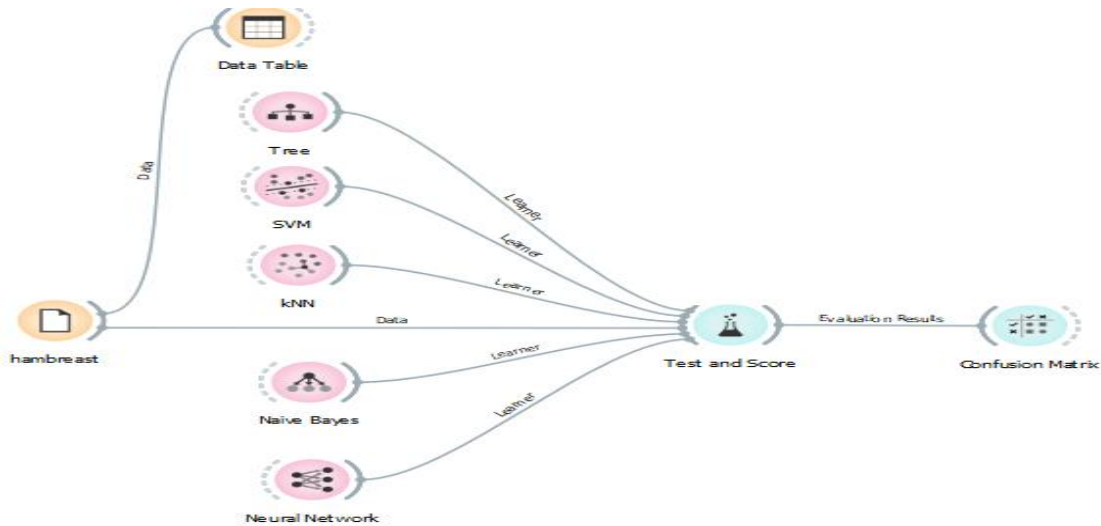 Data Table
Data
Tree
Learner
SVM
Learner
kNN
Learner
hambreast
Data
Test and Score
Evaluation Results
Confusion Matrix
Naive Bayes
Learner
Neural Network
Learner